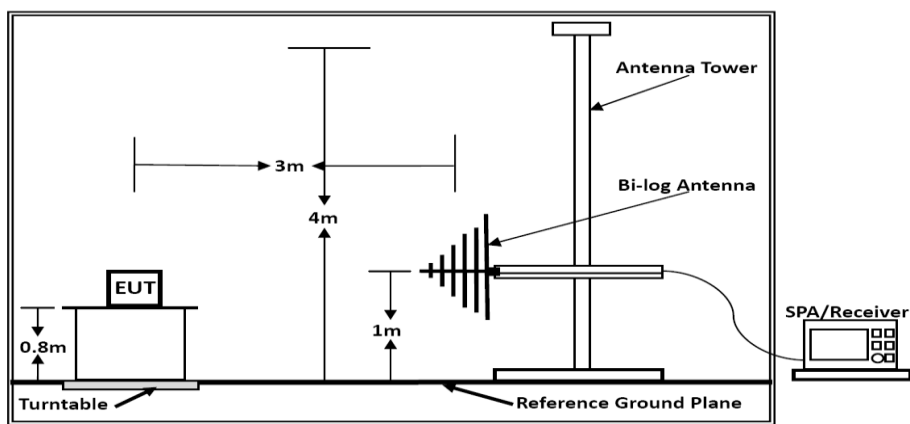 Antenna Tower
3m
Bi-log Antenna
4m
EUT
SPA/Receiver
1m
0.8m
Turntable
Reference Ground Plane